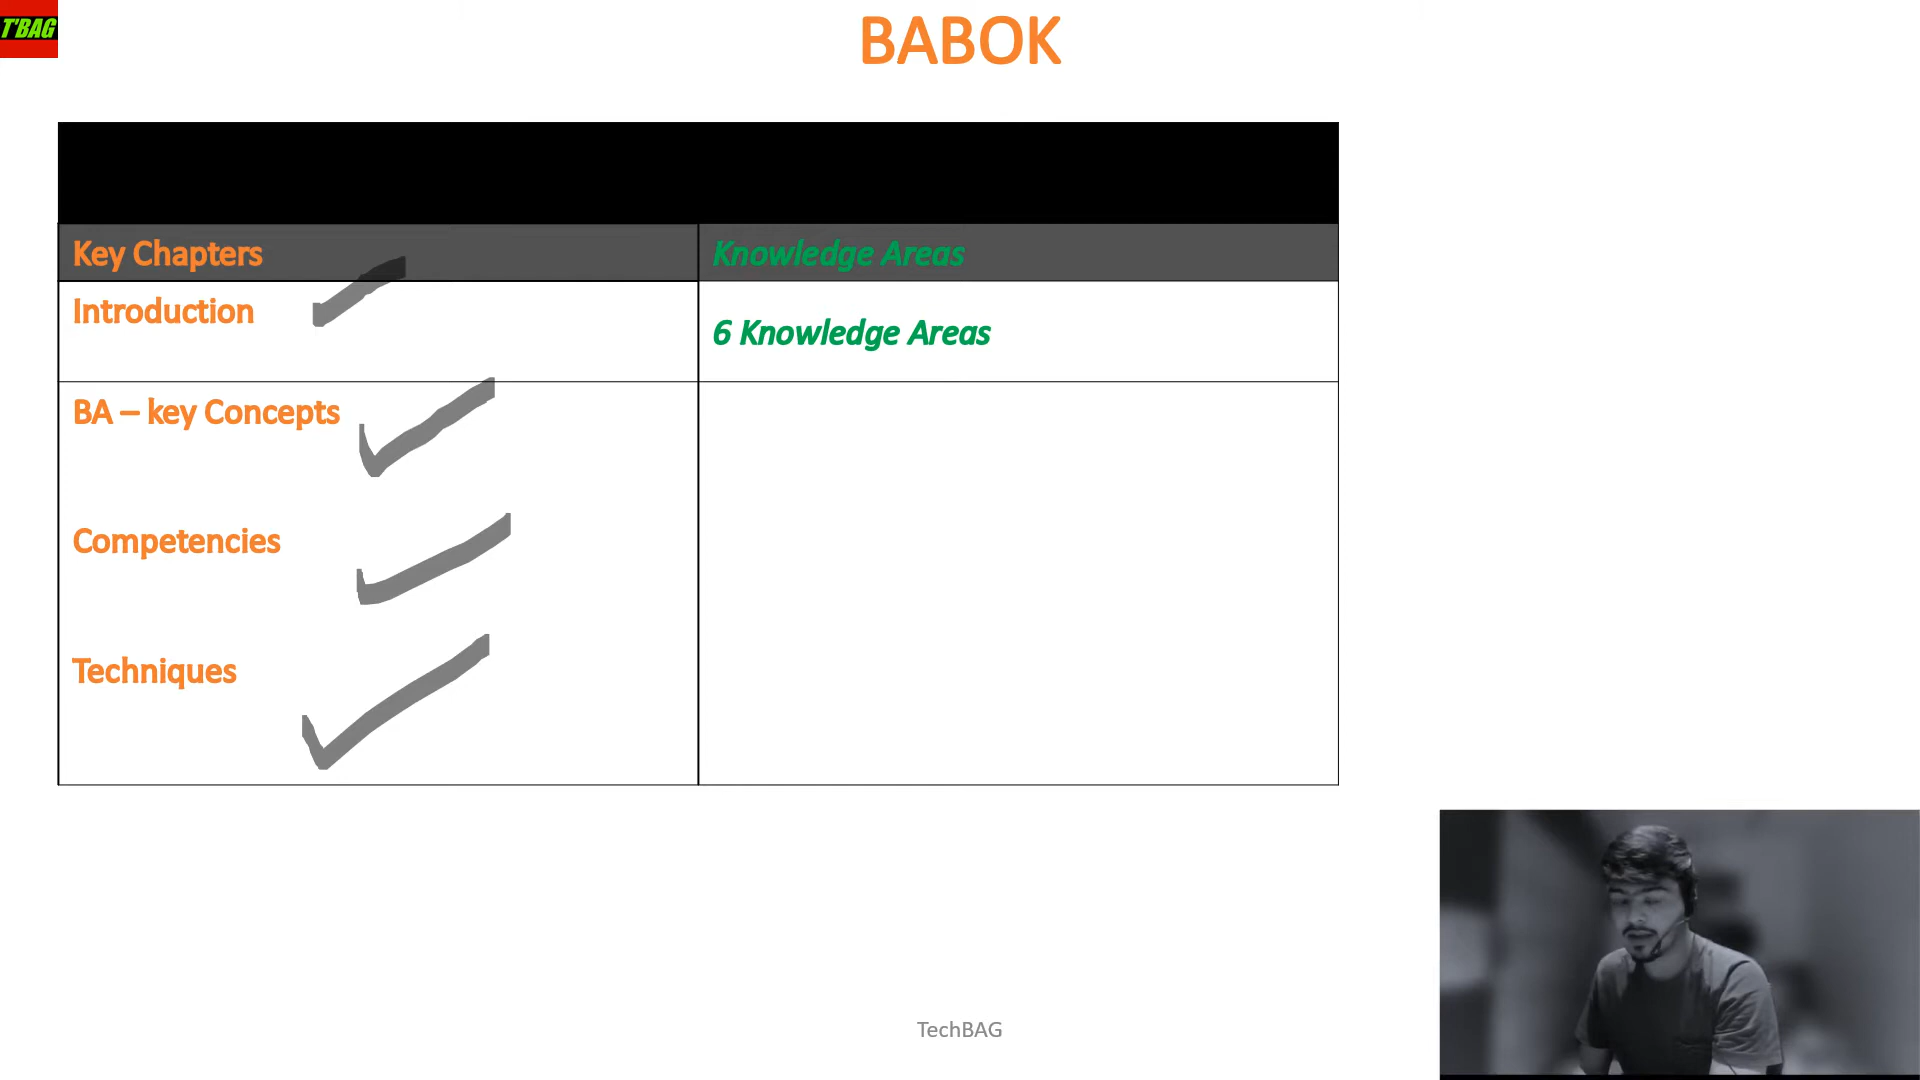 T'BAG
BABOK
Key Chapters
Knowledge Areas
Introduction
6 Knowledge Areas
BA – key Concepts
Competencies
Techniques
TechBAG